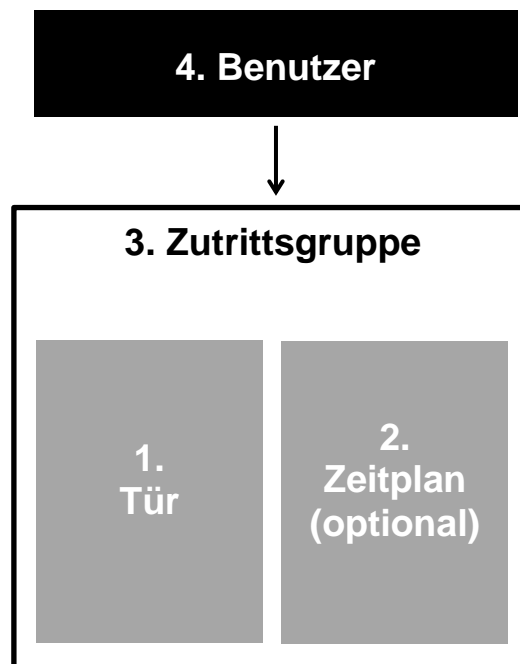 4. Benutzer
3. Zutrittsgruppe
1.
Tür
2.
Zeitplan
(optional)